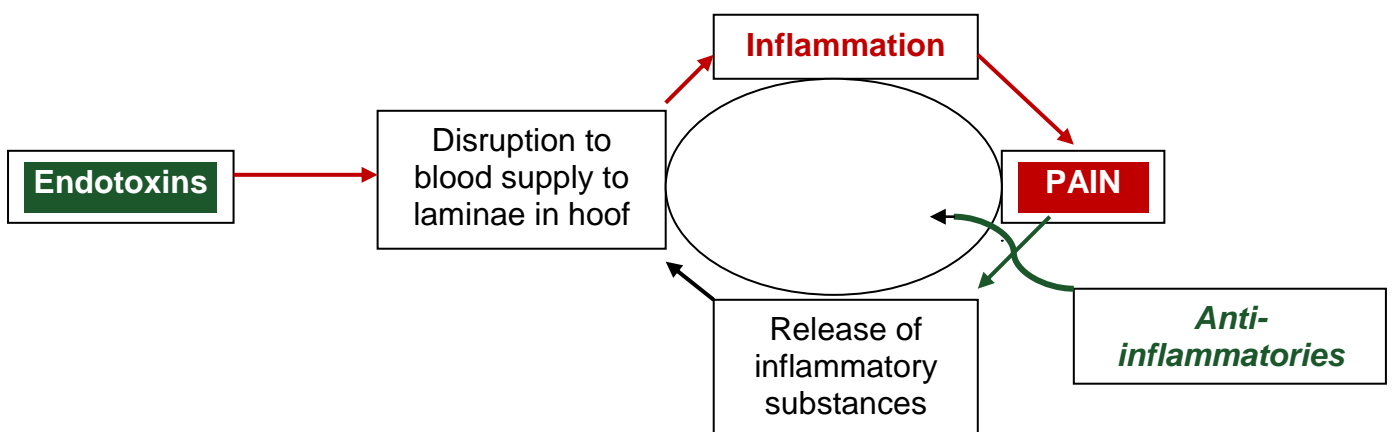 Inflammation
Endotoxins
Disruption to
blood supply to
laminae in hoof
PAIN
Release of
inflammatory
substances
Anti-
inflammatories